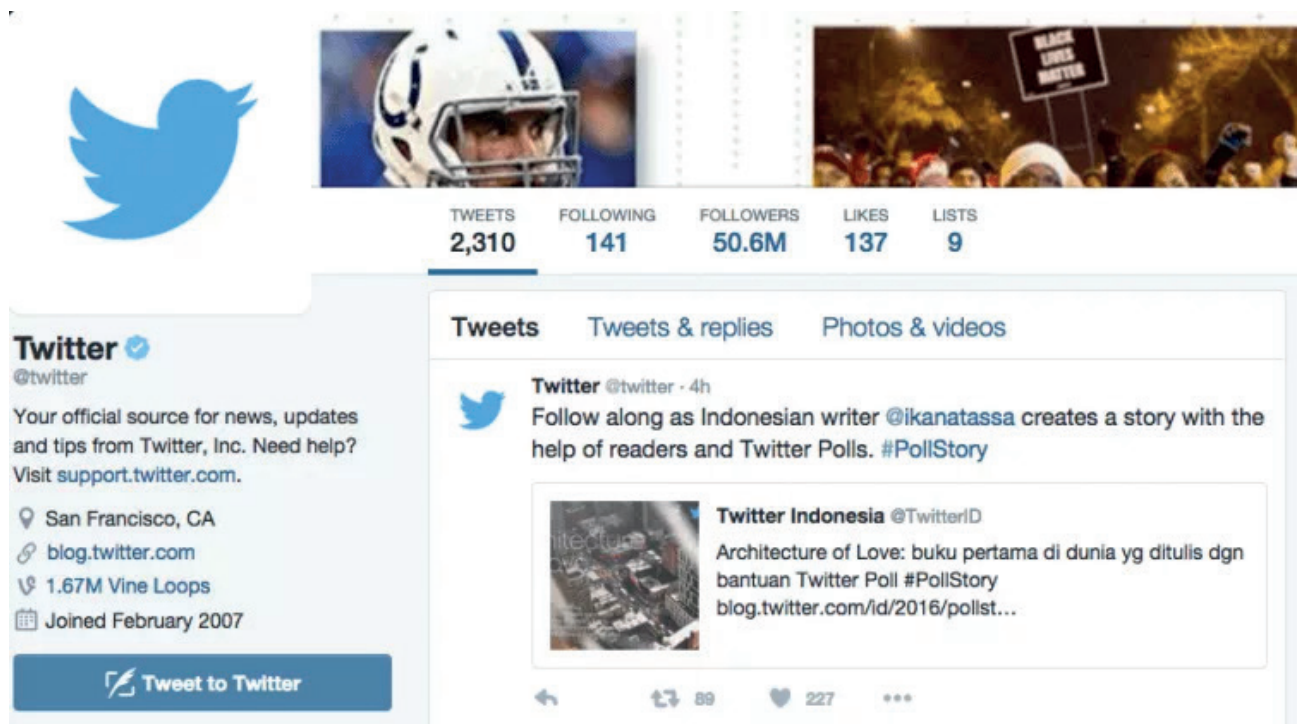 BLACK
LIVES
MATTER
TWEETS
2,310
FOLLOWING
141
FOLLOWERS
50.6M
LIKES
137
LISTS
9
Twitter
@twitter
Your official source for news, updates
and tips from Twitter, Inc. Need help?
Visit support.twitter.com.
San Francisco, CA
blog.twitter.com
1.67M Vine Loops
Joined February 2007
Tweet to Twitter
Tweets Tweets & replies Photos & videos
Twitter @twitter · 4h
Follow along as Indonesian writer @ikanatassa creates a story with the
help of readers and Twitter Polls. #PollStory
itecture
Twitter Indonesia @TwitterID
Architecture of Love: buku pertama di dunia yg ditulis dgn
bantuan Twitter Poll #PollStory
blog.twitter.com/id/2016/pollst...
89 227